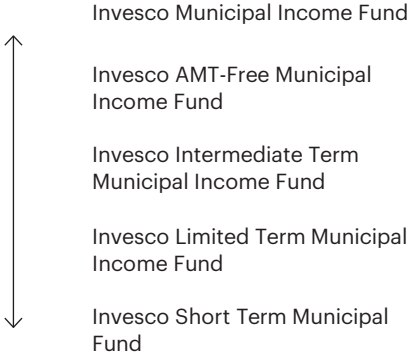 Invesco Municipal Income Fund
Invesco AMT-Free Municipal
Income Fund
Invesco Intermediate Term
Municipal Income Fund
Invesco Limited Term Municipal
Income Fund
Invesco Short Term Municipal
Fund